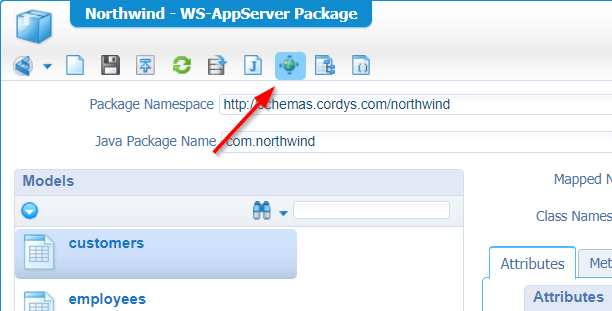 Northwind - WS-AppServer Package
J
Package Namespace http://schemas.cordys.com/northwind
Java Package Name com.northwind
Models
Mapped N
Class Names
customers
Attributes Met
Attributes
employees